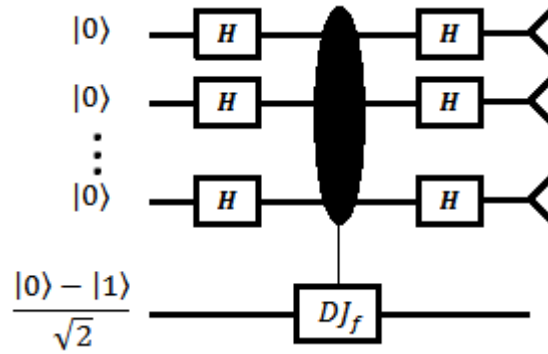 |0⟩ H H
|0⟩ H H
⋮
|0⟩ H H
|0⟩ − |1⟩
√2
DJ_f